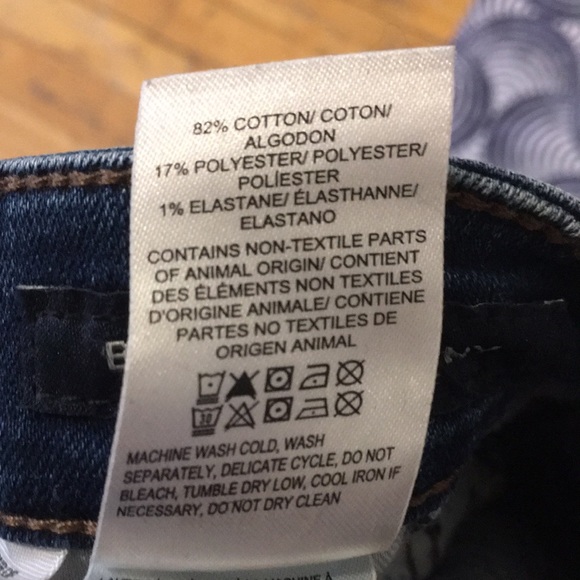 82% COTTON/ COTON/
ALGODON
17% POLYESTER/ POLYESTER/
POLÍESTER
1% ELASTANE/ ÉLASTHANNE/
ELASTANO
CONTAINS NON-TEXTILE PARTS
OF ANIMAL ORIGIN/ CONTIENT
DES ÉLÉMENTS NON TEXTILES
D'ORIGINE ANIMALE/ CONTIENE
PARTES NO TEXTILES DE
ORIGEN ANIMAL
30
MACHINE WASH COLD, WASH
SEPARATELY, DELICATE CYCLE, DO NOT
BLEACH, TUMBLE DRY LOW, COOL IRON IF
NECESSARY, DO NOT DRY CLEAN